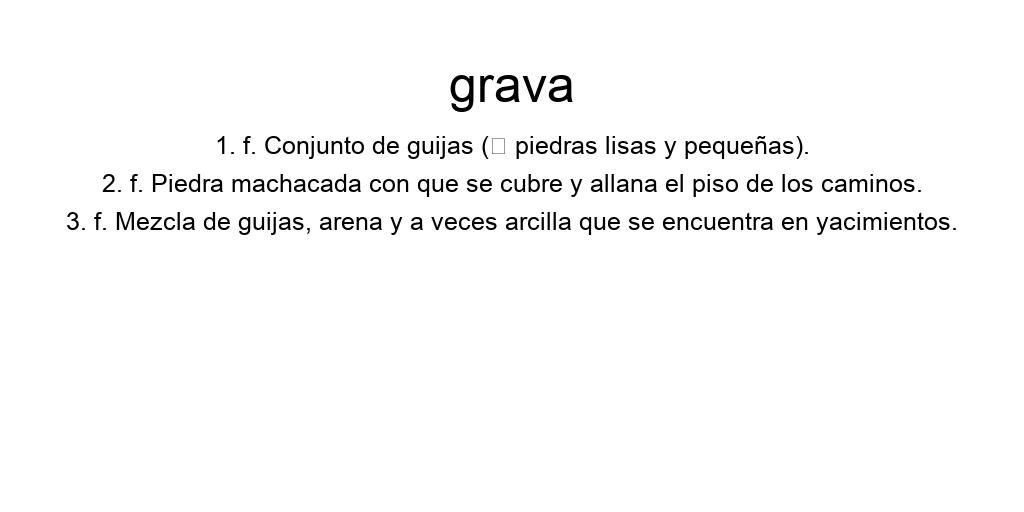 grava
1. f. Conjunto de guijas (□ piedras lisas y pequeñas).
2. f. Piedra machacada con que se cubre y allana el piso de los caminos.
3. f. Mezcla de guijas, arena y a veces arcilla que se encuentra en yacimientos.